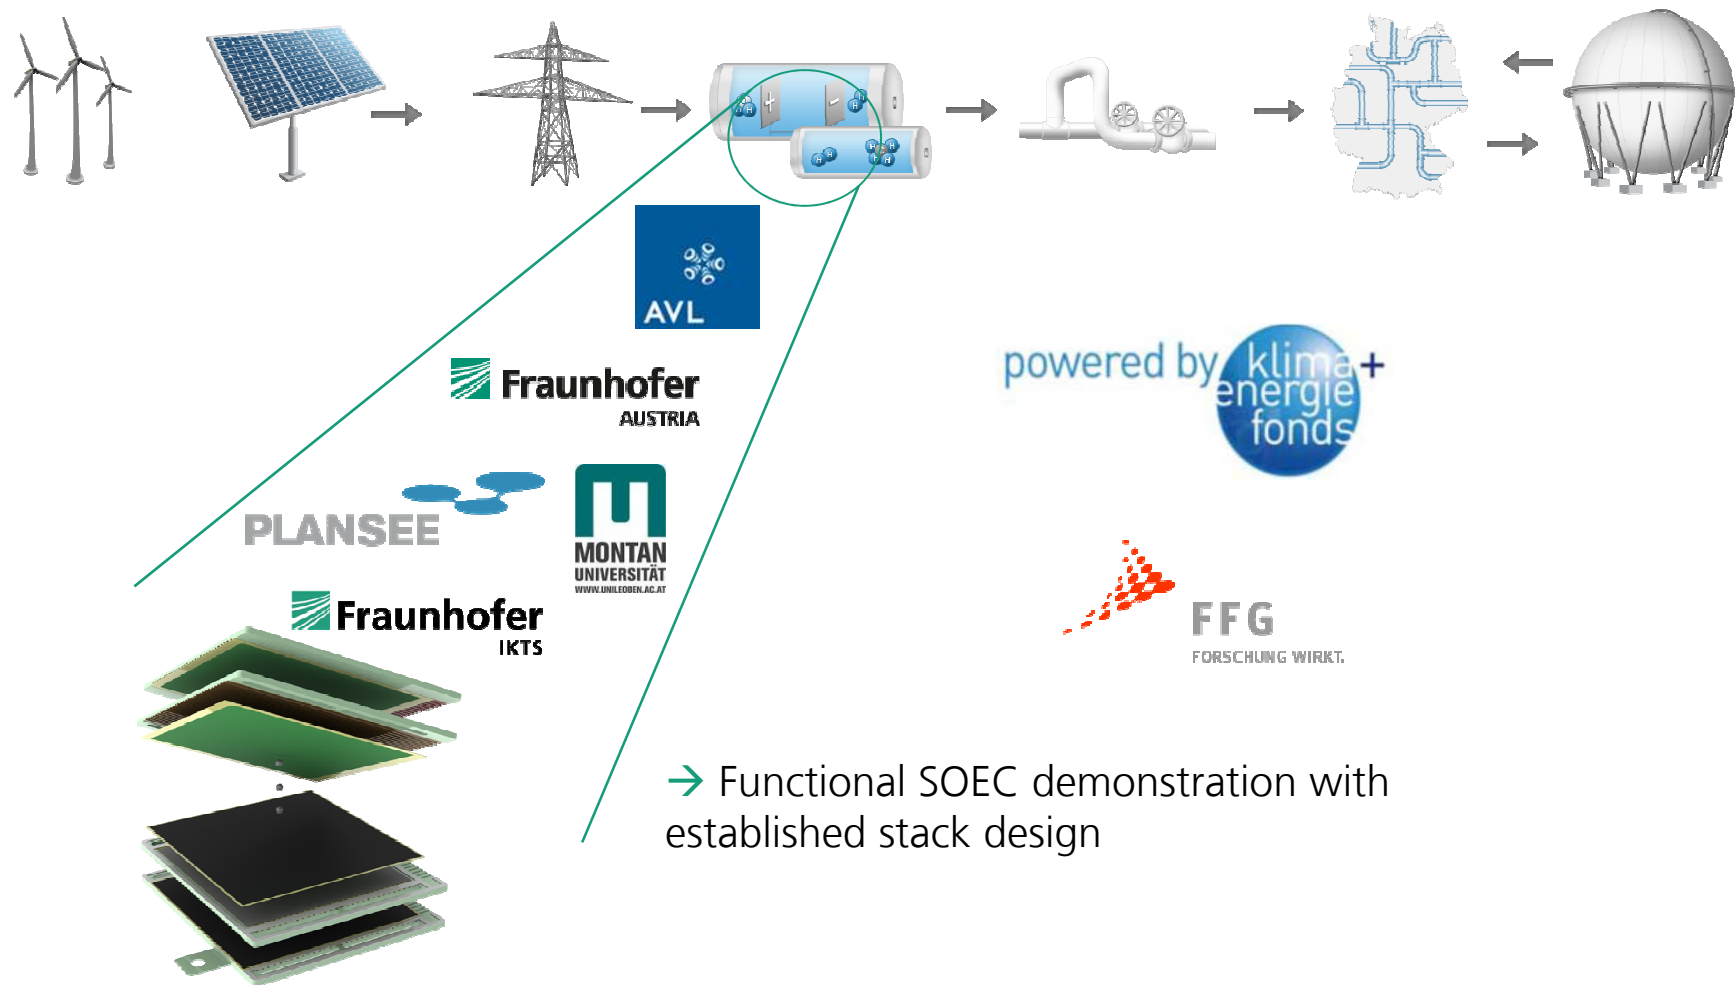 +
-
H
H
H
H
H
H
H
H
AVL
powered by klima+
energie
fonds
Fraunhofer
AUSTRIA
PLANSEE
MONTAN
UNIVERSITÄT
WWW.UNILEOBEN.AC.AT
Fraunhofer
IKTS
FFG
FORSCHUNG WIRKT.
→ Functional SOEC demonstration with
established stack design